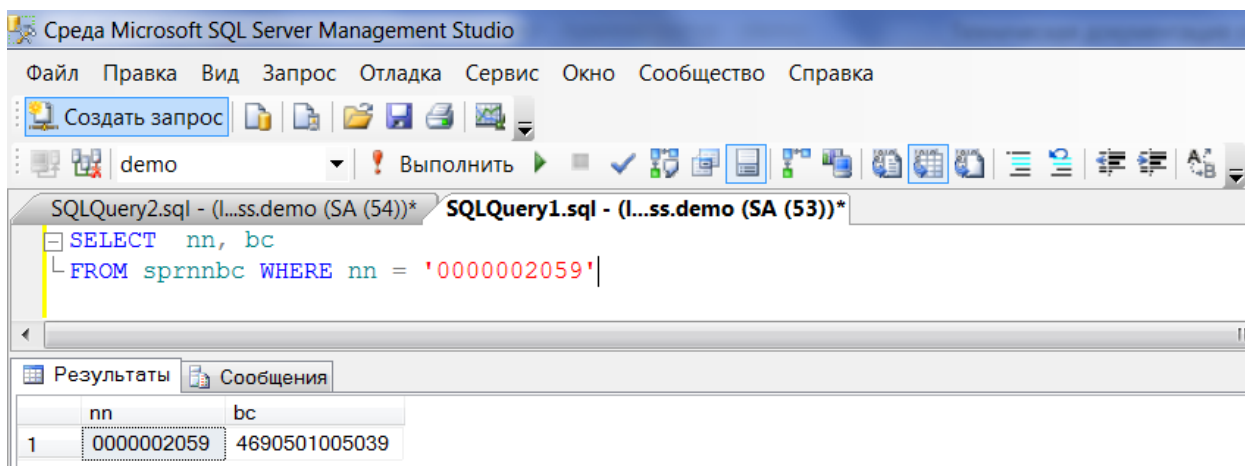 Среда Microsoft SQL Server Management Studio
Файл Правка Вид Запрос Отладка Сервис Окно Сообщество Справка
Создать запрос
demo Выполнить
SQLQuery2.sql - (l...ss.demo (SA (54))* SQLQuery1.sql - (l...ss.demo (SA (53))*
SELECT nn, bc
FROM sprnnbc WHERE nn = '0000002059'
Результаты Сообщения
nn bc
1 0000002059 4690501005039